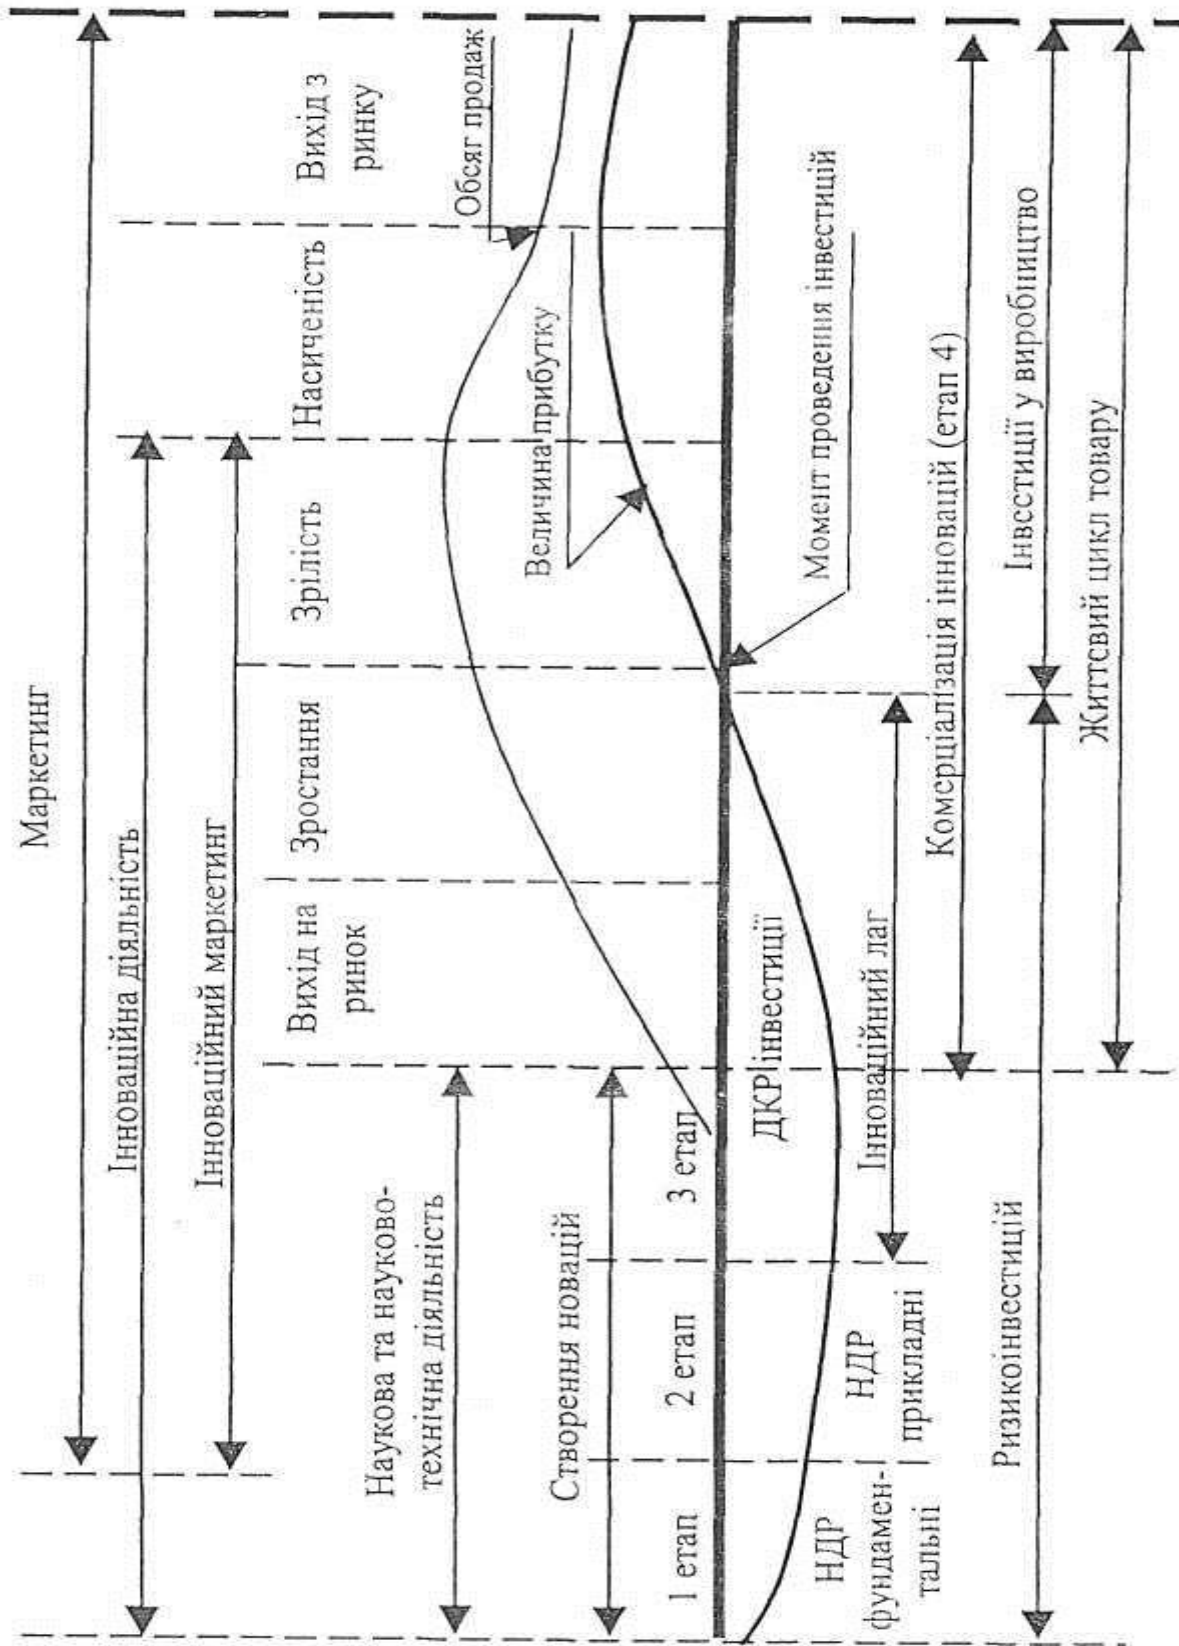 Маркетинг
Інноваційна діяльність
Інноваційний маркетинг
Вихід на
ринок
Зростання
Зрілість
Насиченість
Вихід з
ринку
Наукова та науково-
технічна діяльність
Обсяг продаж
Створення новацій
Величина прибутку
1 етап
2 етап
3 етап
ДКР
інвестиції
Момент проведення інвестицій
НДР
фундамен-
тальні
НДР
прикладні
Інноваційний лаг
Комерціалізація інновацій (етап 4)
Ризикоінвестицій
Інвестиції у виробництво
Життєвий цикл товару